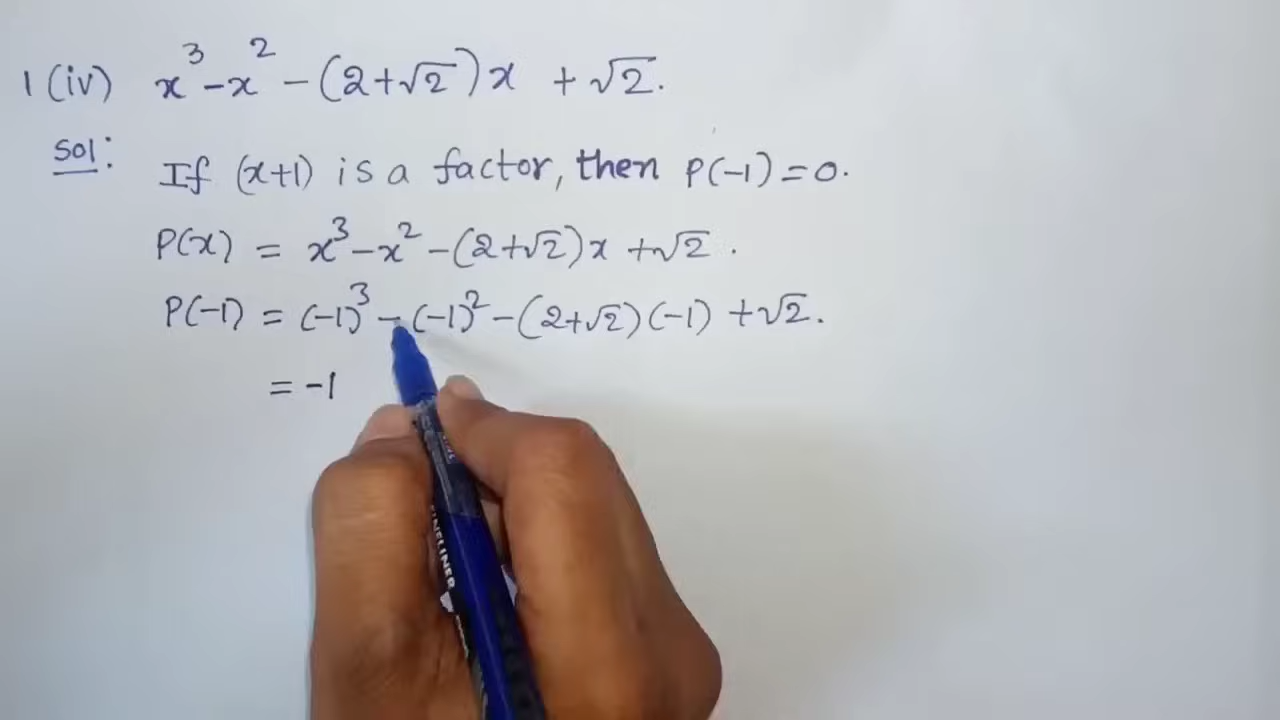 1 (iv) x³-x² - (2+√2)x + √2.
Sol: If (x+1) is a factor, then P(-1)=0.
P(x) = x³-x² -(2+√2)x +√2.
P(-1) = (-1)³ - (-1)² - (2+√2)(-1) +√2.
= -1
FINELINER